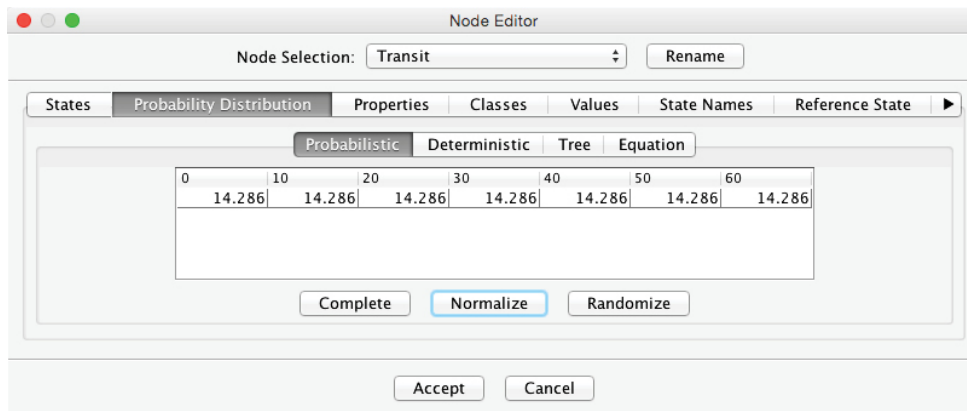 Node Editor
Node Selection: Transit Rename
States Probability Distribution Properties Classes Values State Names Reference State
Probabilistic Deterministic Tree Equation
0 10 20 30 40 50 60
14.286 14.286 14.286 14.286 14.286 14.286 14.286
Complete Normalize Randomize
Accept Cancel